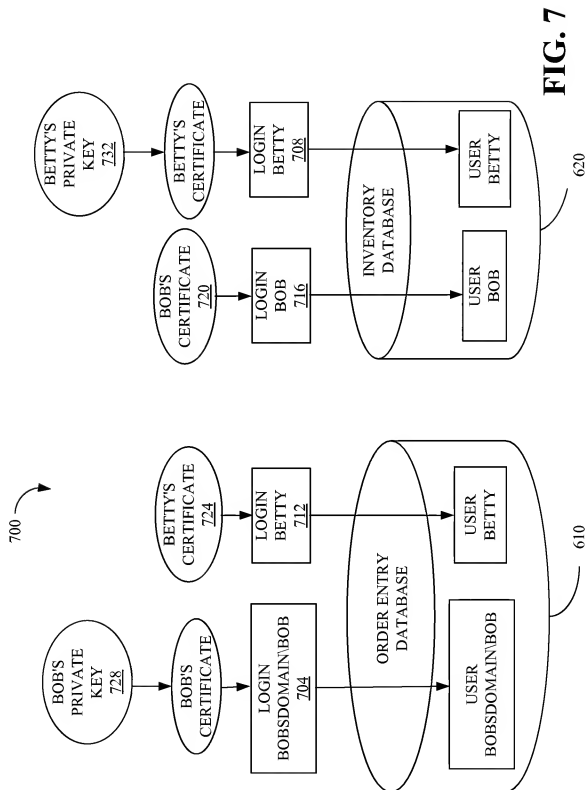 700
BOB'S
PRIVATE
KEY
728
BOB'S
CERTIFICATE
LOGIN
BOBSDOMAIN\BOB
704
ORDER ENTRY
DATABASE
USER
BOBSDOMAIN\BOB
BETTY'S
CERTIFICATE
724
LOGIN
BETTY
712
USER
BETTY
610
BOB'S
CERTIFICATE
720
LOGIN
BOB
716
INVENTORY
DATABASE
USER
BOB
BETTY'S
PRIVATE
KEY
732
BETTY'S
CERTIFICATE
LOGIN
BETTY
708
USER
BETTY
620
FIG. 7